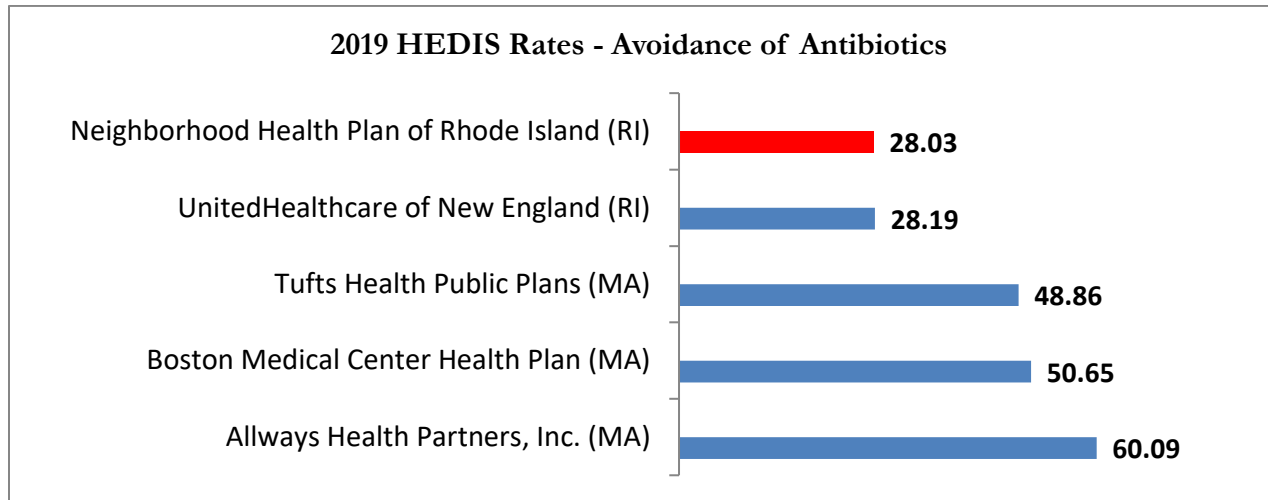 2019 HEDIS Rates - Avoidance of Antibiotics
Neighborhood Health Plan of Rhode Island (RI) 28.03
UnitedHealthcare of New England (RI) 28.19
Tufts Health Public Plans (MA) 48.86
Boston Medical Center Health Plan (MA) 50.65
Allways Health Partners, Inc. (MA) 60.09